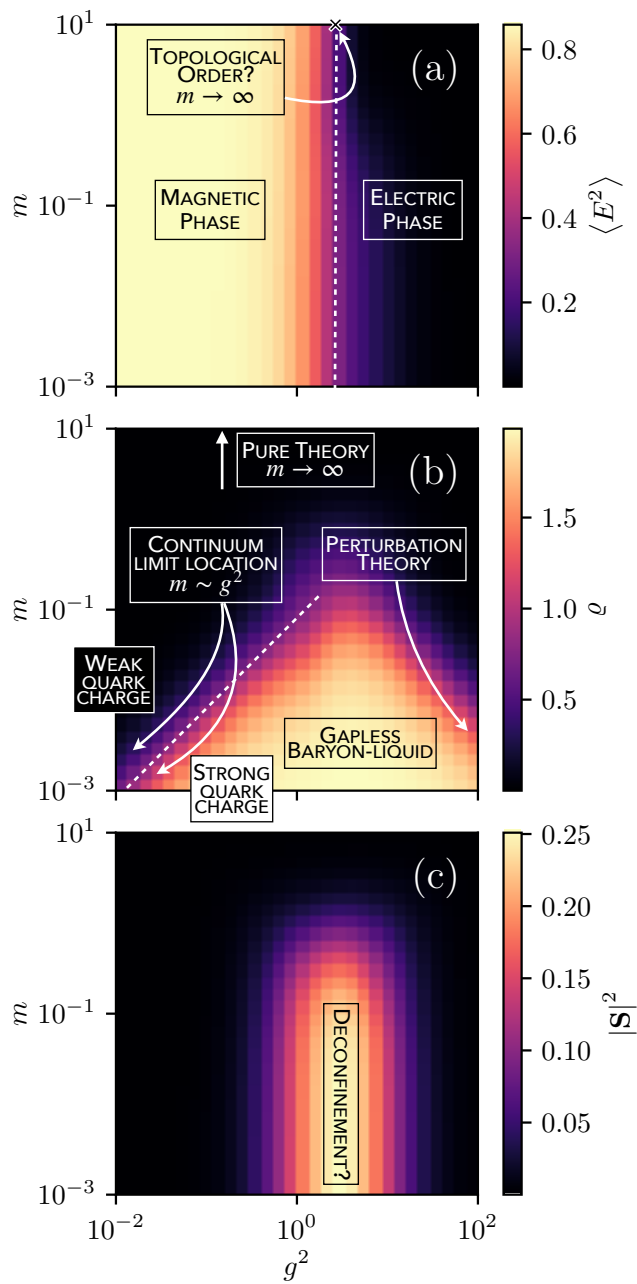 10^1
10^{-1}
10^{-3}
m
TOPOLOGICAL
ORDER?
m → ∞
(a)
MAGNETIC
PHASE
ELECTRIC
PHASE
0.8
0.6
0.4
0.2
⟨E^2⟩
10^1
10^{-1}
10^{-3}
m
PURE THEORY
m → ∞
(b)
CONTINUUM
LIMIT LOCATION
m ∼ g^2
PERTURBATION
THEORY
WEAK
QUARK
CHARGE
GAPLESS
BARYON-LIQUID
STRONG
QUARK
CHARGE
1.5
1.0
0.5
ϱ
10^1
10^{-1}
10^{-3}
m
(c)
DECONFINEMENT?
0.25
0.20
0.15
0.10
0.05
|S|^2
10^{-2}
10^0
10^2
g^2